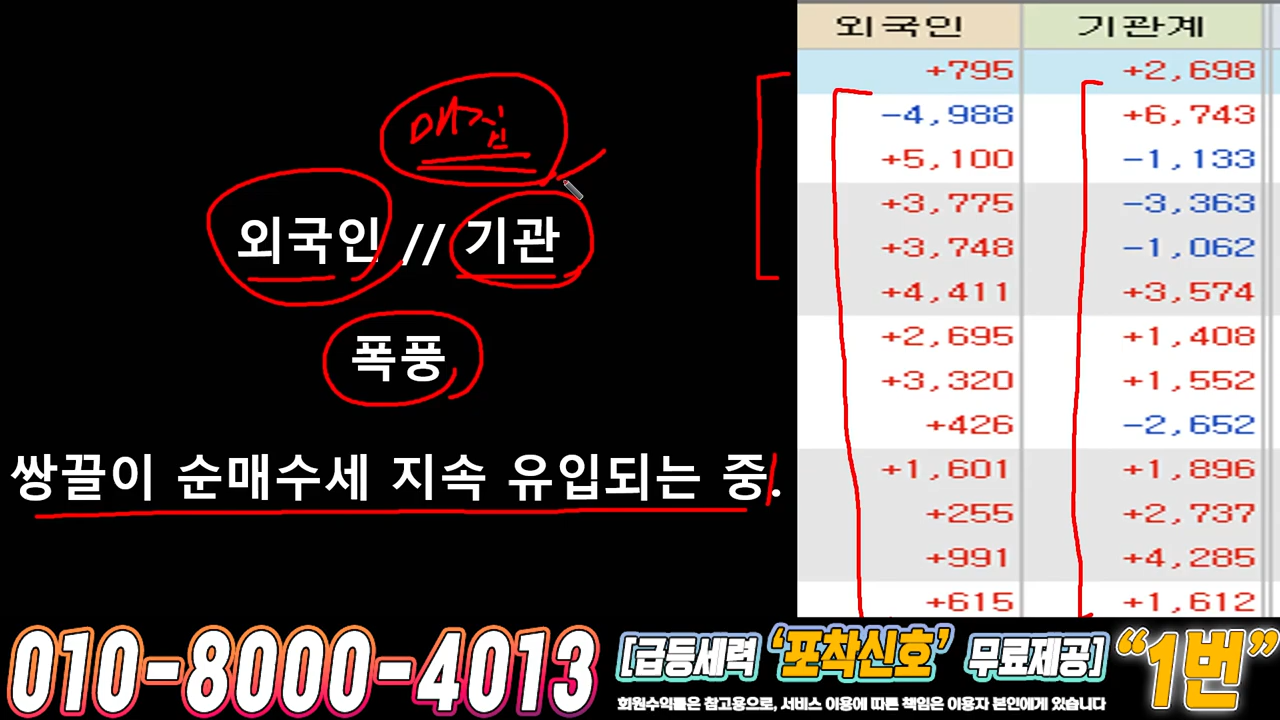 매집
외국인 // 기관
폭풍
쌍끌이 순매수세 지속 유입되는 중.
외국인 기관계
+795 +2,698
-4,988 +6,743
+5,100 -1,133
+3,775 -3,363
+3,748 -1,062
+4,411 +3,574
+2,695 +1,408
+3,320 +1,552
+426 -2,652
+1,601 +1,896
+255 +2,737
+991 +4,285
+615 +1,612
010-8000-4013 [급등세력 '포착신호' 무료제공] "1번"
회원수익률은 참고용으로, 서비스 이용에 따른 책임은 이용자 본인에게 있습니다